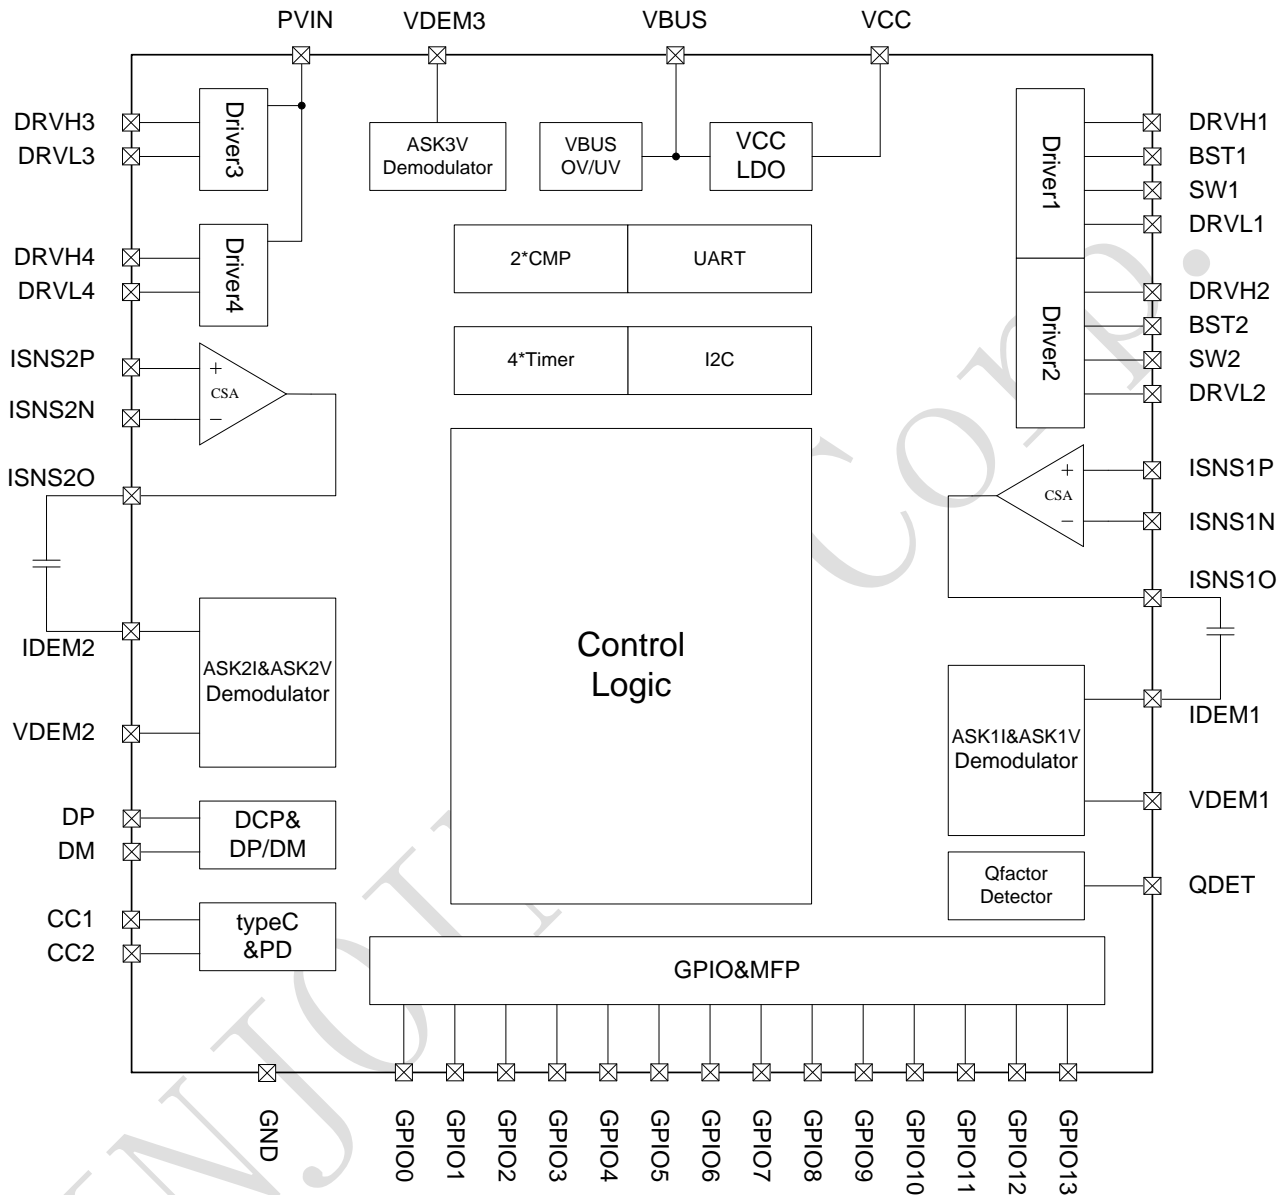 PVIN
VDEM3
VBUS
VCC
DRVH3
DRVL3
Driver3
ASK3V
Demodulator
VBUS
OV/UV
VCC
LDO
Driver1
DRVH1
BST1
SW1
DRVL1
DRVH4
DRVL4
Driver4
2*CMP
UART
Driver2
DRVH2
BST2
SW2
DRVL2
ISNS2P
ISNS2N
+
CSA
−
4*Timer
I2C
ISNS2O
+
CSA
−
ISNS1P
ISNS1N
ISNS1O
IDEM2
ASK2I&ASK2V
Demodulator
VDEM2
Control
Logic
ASK1I&ASK1V
Demodulator
IDEM1
VDEM1
DP
DM
DCP&
DP/DM
Qfactor
Detector
QDET
CC1
CC2
typeC
&PD
GPIO&MFP
GND
GPIO0
GPIO1
GPIO2
GPIO3
GPIO4
GPIO5
GPIO6
GPIO7
GPIO8
GPIO9
GPIO10
GPIO11
GPIO12
GPIO13
Corp.